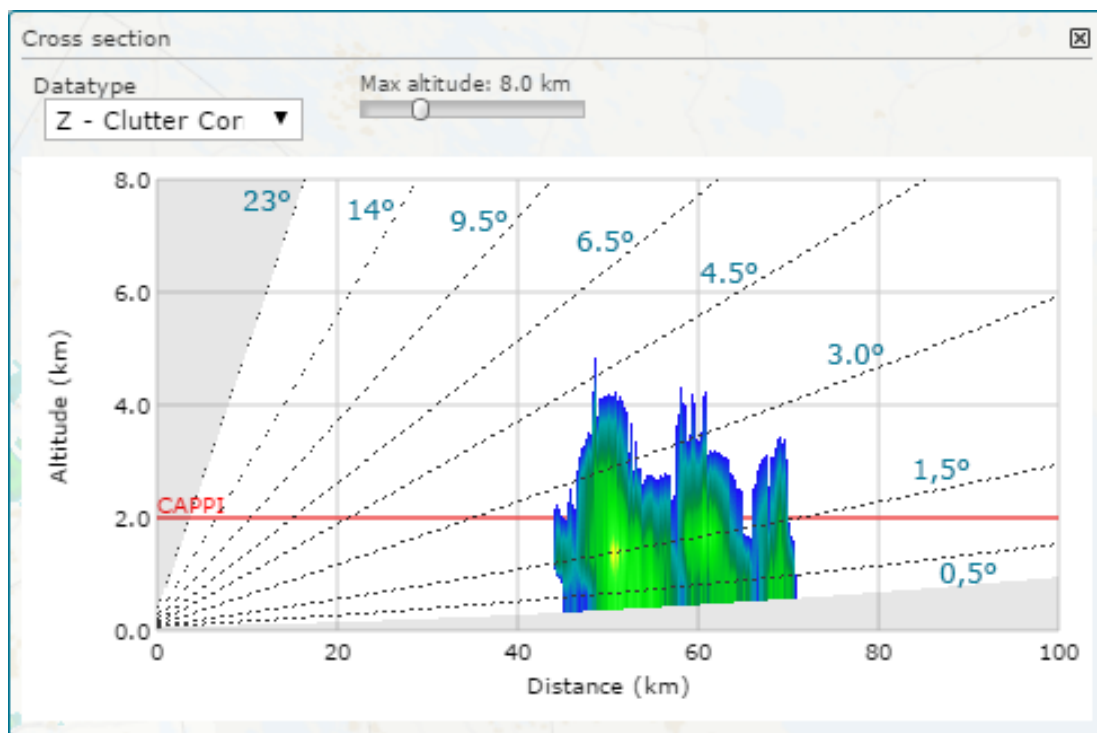 Cross section
Datatype
Max altitude: 8.0 km
Z - Clutter Cor
8.0
23º
14º
9.5º
6.5º
4.5º
6.0
3.0º
4.0
1,5º
CAPPI
2.0
0,5º
0.0
Altitude (km)
0 20 40 60 80 100
Distance (km)